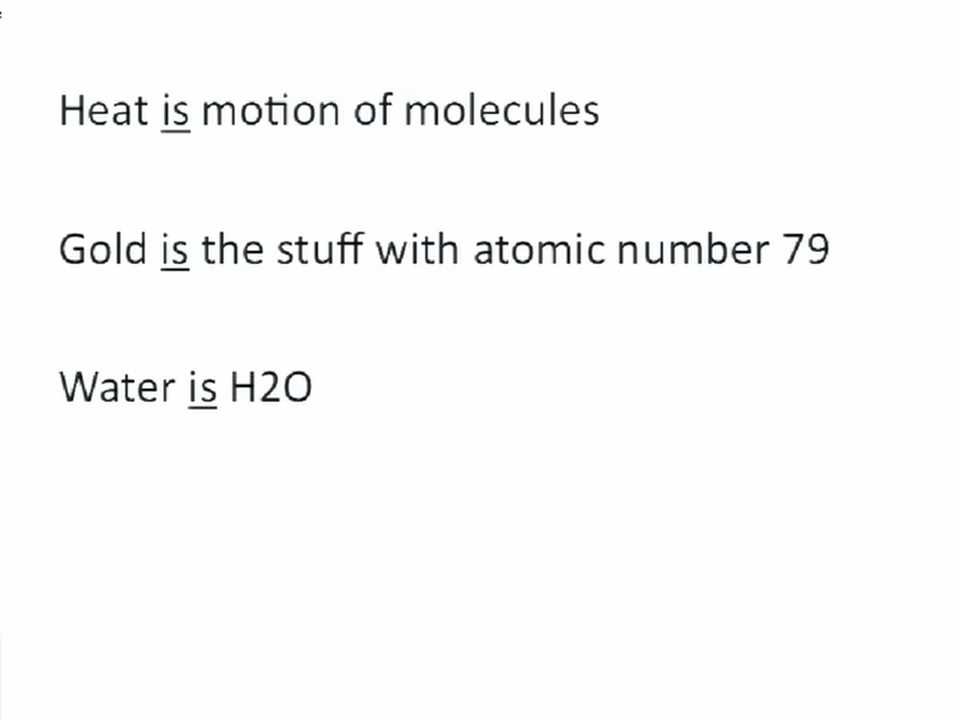 Heat is motion of molecules
Gold is the stuff with atomic number 79
Water is H2O